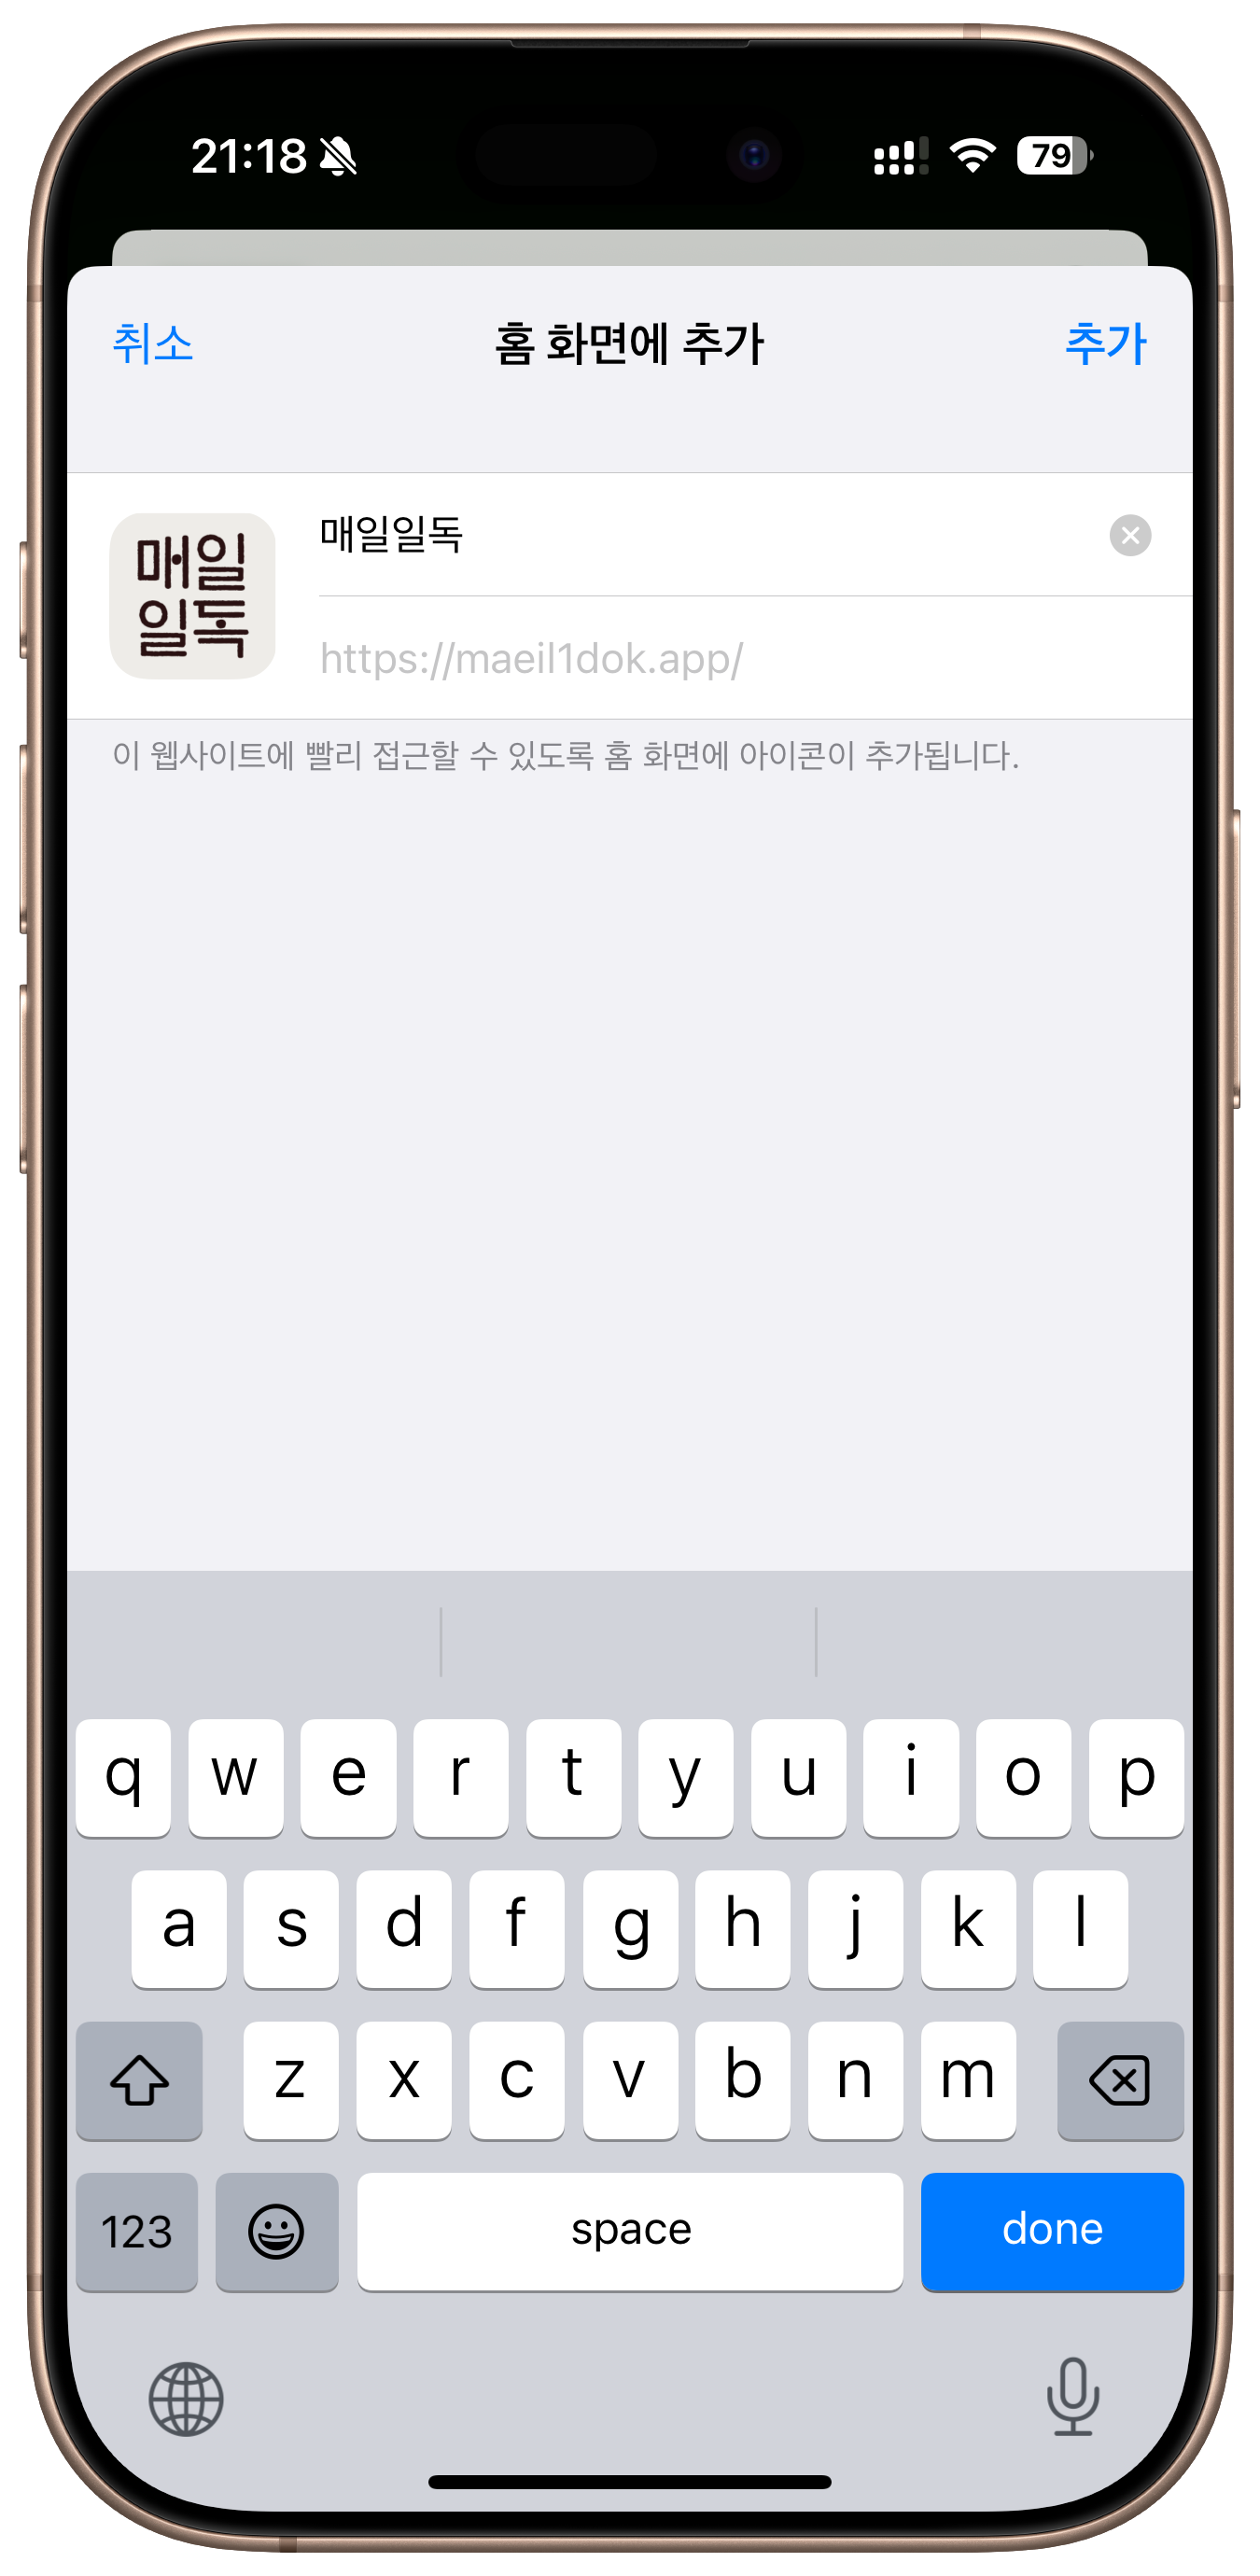 21:18
79
취소 홈 화면에 추가 추가
매일
일독
매일일독
https://maeil1dok.app/
이 웹사이트에 빨리 접근할 수 있도록 홈 화면에 아이콘이 추가됩니다.
q w e r t y u i o p
a s d f g h j k l
z x c v b n m
123 space done